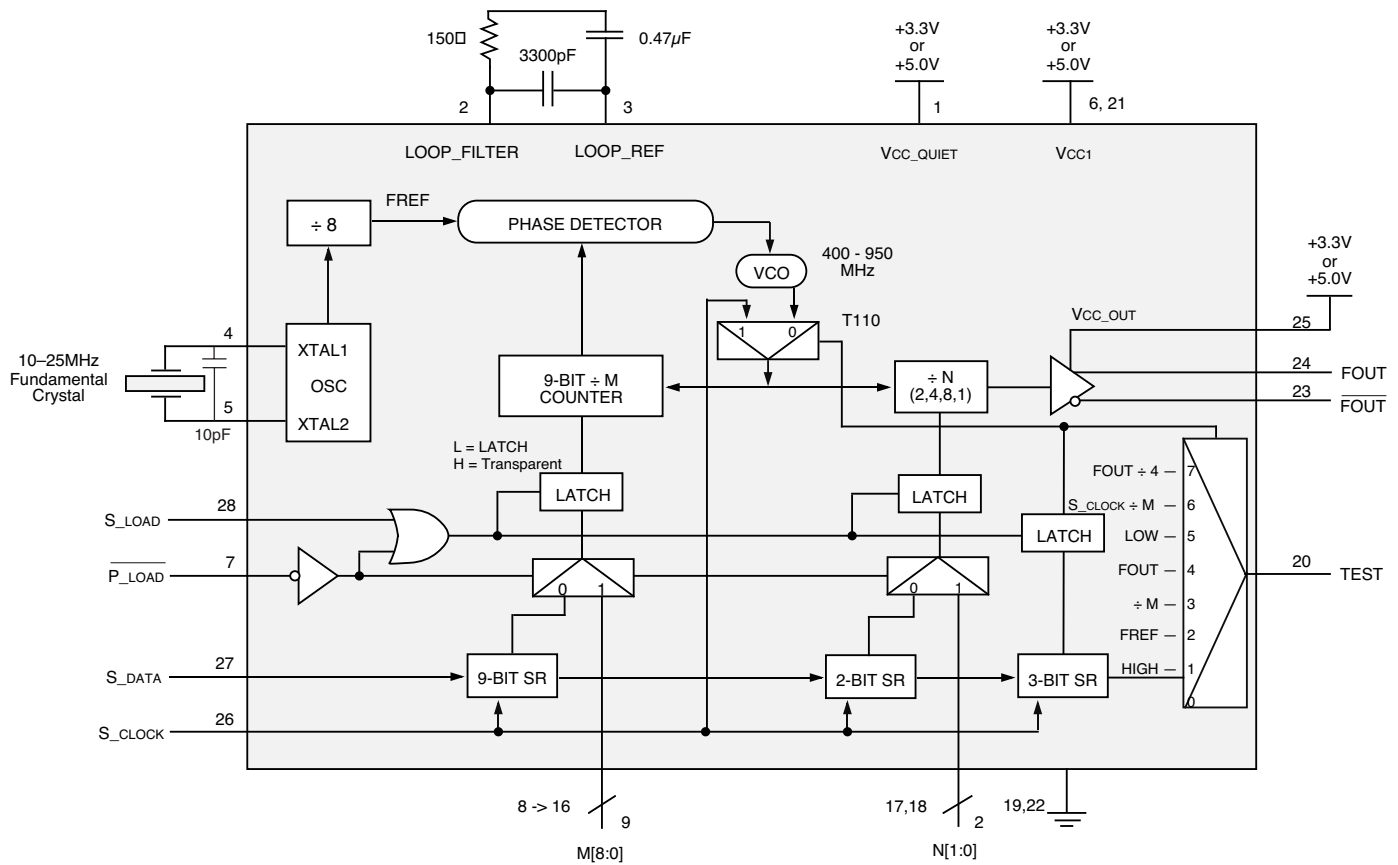 150□
3300pF
0.47µF
+3.3V
or
+5.0V
+3.3V
or
+5.0V
2
3
1
6, 21
LOOP_FILTER
LOOP_REF
VCC_QUIET
VCC1
÷ 8
FREF
PHASE DETECTOR
VCO
400 - 950
MHz
+3.3V
or
+5.0V
1
0
T110
VCC_OUT
25
4
10–25MHz
Fundamental
Crystal
XTAL1
OSC
XTAL2
5
10pF
9-BIT ÷ M
COUNTER
÷ N
(2,4,8,1)
24
FOUT
23
FOUT
L = LATCH
H = Transparent
LATCH
LATCH
LATCH
FOUT ÷ 4 – 7
S_CLOCK ÷ M – 6
LOW – 5
FOUT – 4
÷ M – 3
FREF – 2
HIGH – 1
0
20
TEST
S_LOAD
28
P_LOAD
7
0
1
0
1
S_DATA
27
9-BIT SR
2-BIT SR
3-BIT SR
S_CLOCK
26
8 -> 16
9
M[8:0]
17,18
2
N[1:0]
19,22